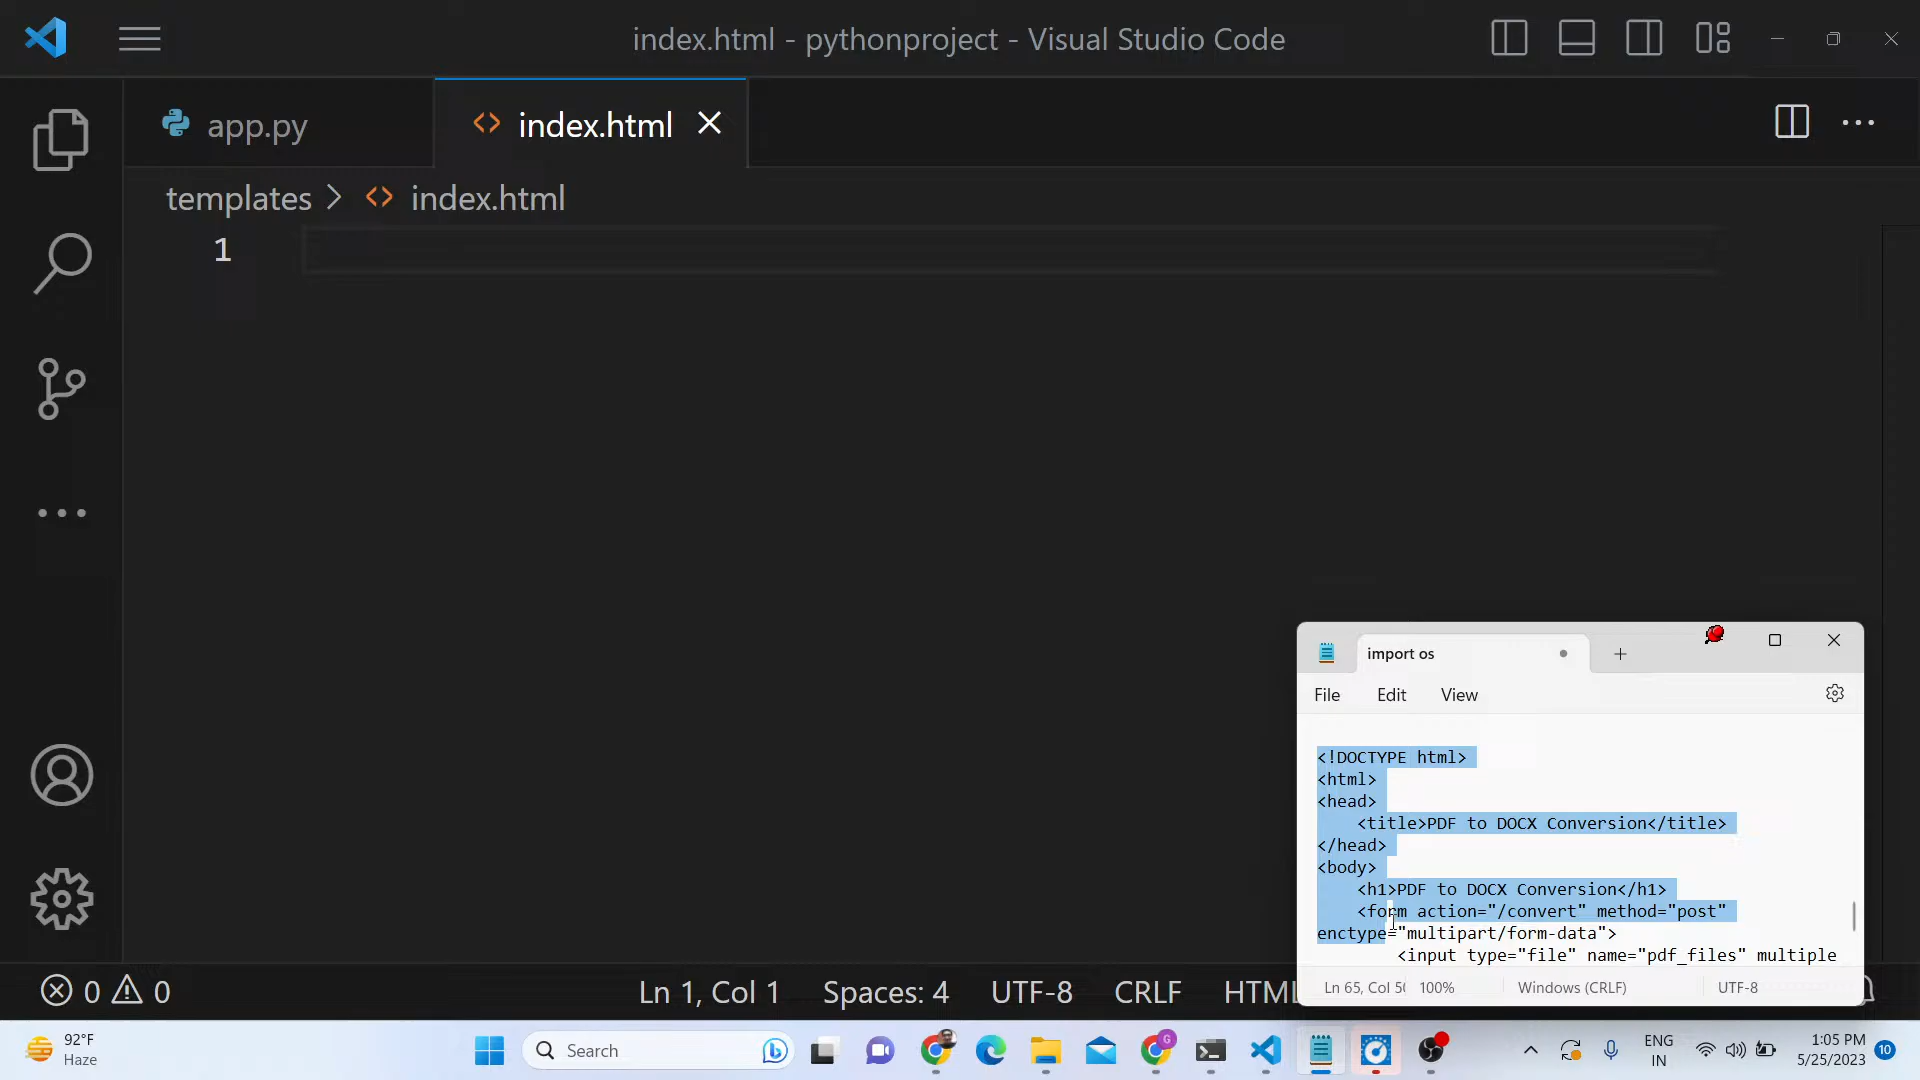 index.html - pythonproject - Visual Studio Code
app.py
index.html
templates > index.html
1
import os
File Edit View
<!DOCTYPE html>
<html>
<head>
<title>PDF to DOCX Conversion</title>
</head>
<body>
<h1>PDF to DOCX Conversion</h1>
<form action="/convert" method="post"
enctype="multipart/form-data">
<input type="file" name="pdf_files" multiple
Ln 65, Col 50 100% Windows (CRLF) UTF-8
0 0 Ln 1, Col 1 Spaces: 4 UTF-8 CRLF HTML
92°F
Haze
Search
ENG
IN
1:05 PM
5/25/2023
10